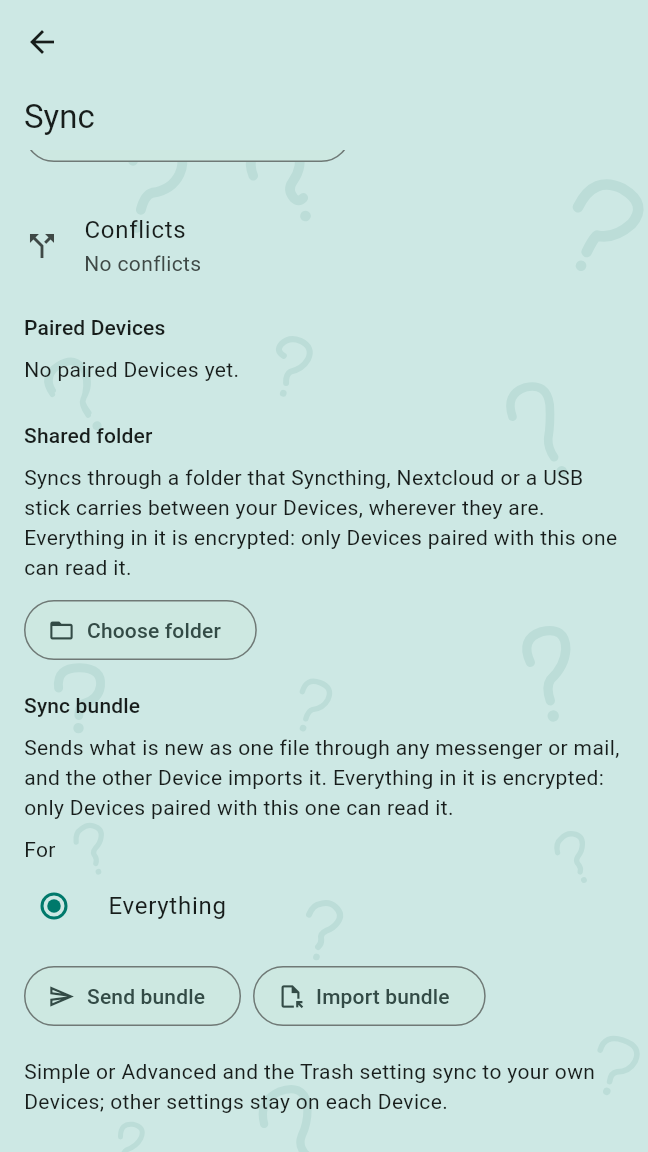 Sync
Conflicts
No conflicts
Paired Devices
No paired Devices yet.
Shared folder
Syncs through a folder that Syncthing, Nextcloud or a USB
stick carries between your Devices, wherever they are.
Everything in it is encrypted: only Devices paired with this one
can read it.
Choose folder
Sync bundle
Sends what is new as one file through any messenger or mail,
and the other Device imports it. Everything in it is encrypted:
only Devices paired with this one can read it.
For
Everything
Send bundle
Import bundle
Simple or Advanced and the Trash setting sync to your own
Devices; other settings stay on each Device.